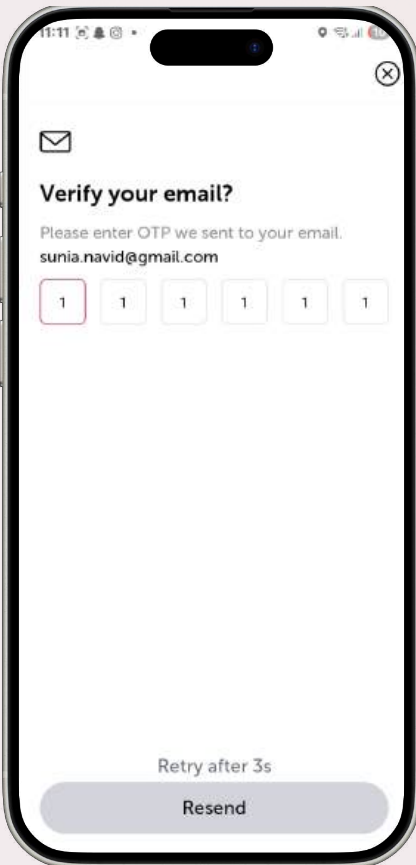 11:11
Verify your email?
Please enter OTP we sent to your email.
sunia.navid@gmail.com
1 1 1 1 1 1
Retry after 3s
Resend